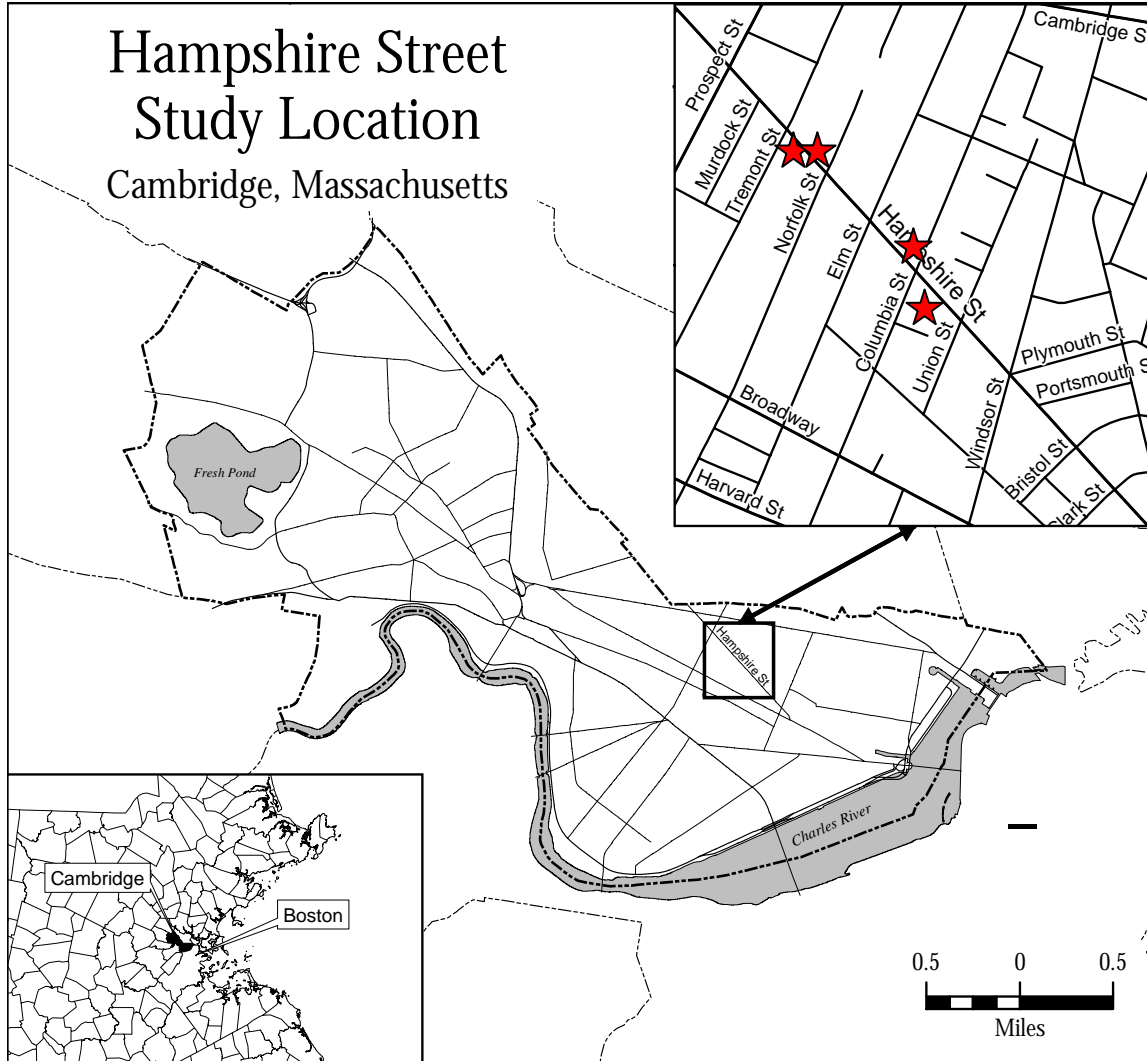 Hampshire Street
Study Location
Cambridge, Massachusetts
Cambridge S
Prospect St
Murdock St
Tremont St
Norfolk St
Elm St
Hampshire St
Columbia St
Union St
Windsor St
Plymouth St
Portsmouth S
Broadway
Harvard St
Bristol St
Clark St
Fresh Pond
Hampshire St
Charles River
Cambridge
Boston
0.5 0 0.5
Miles